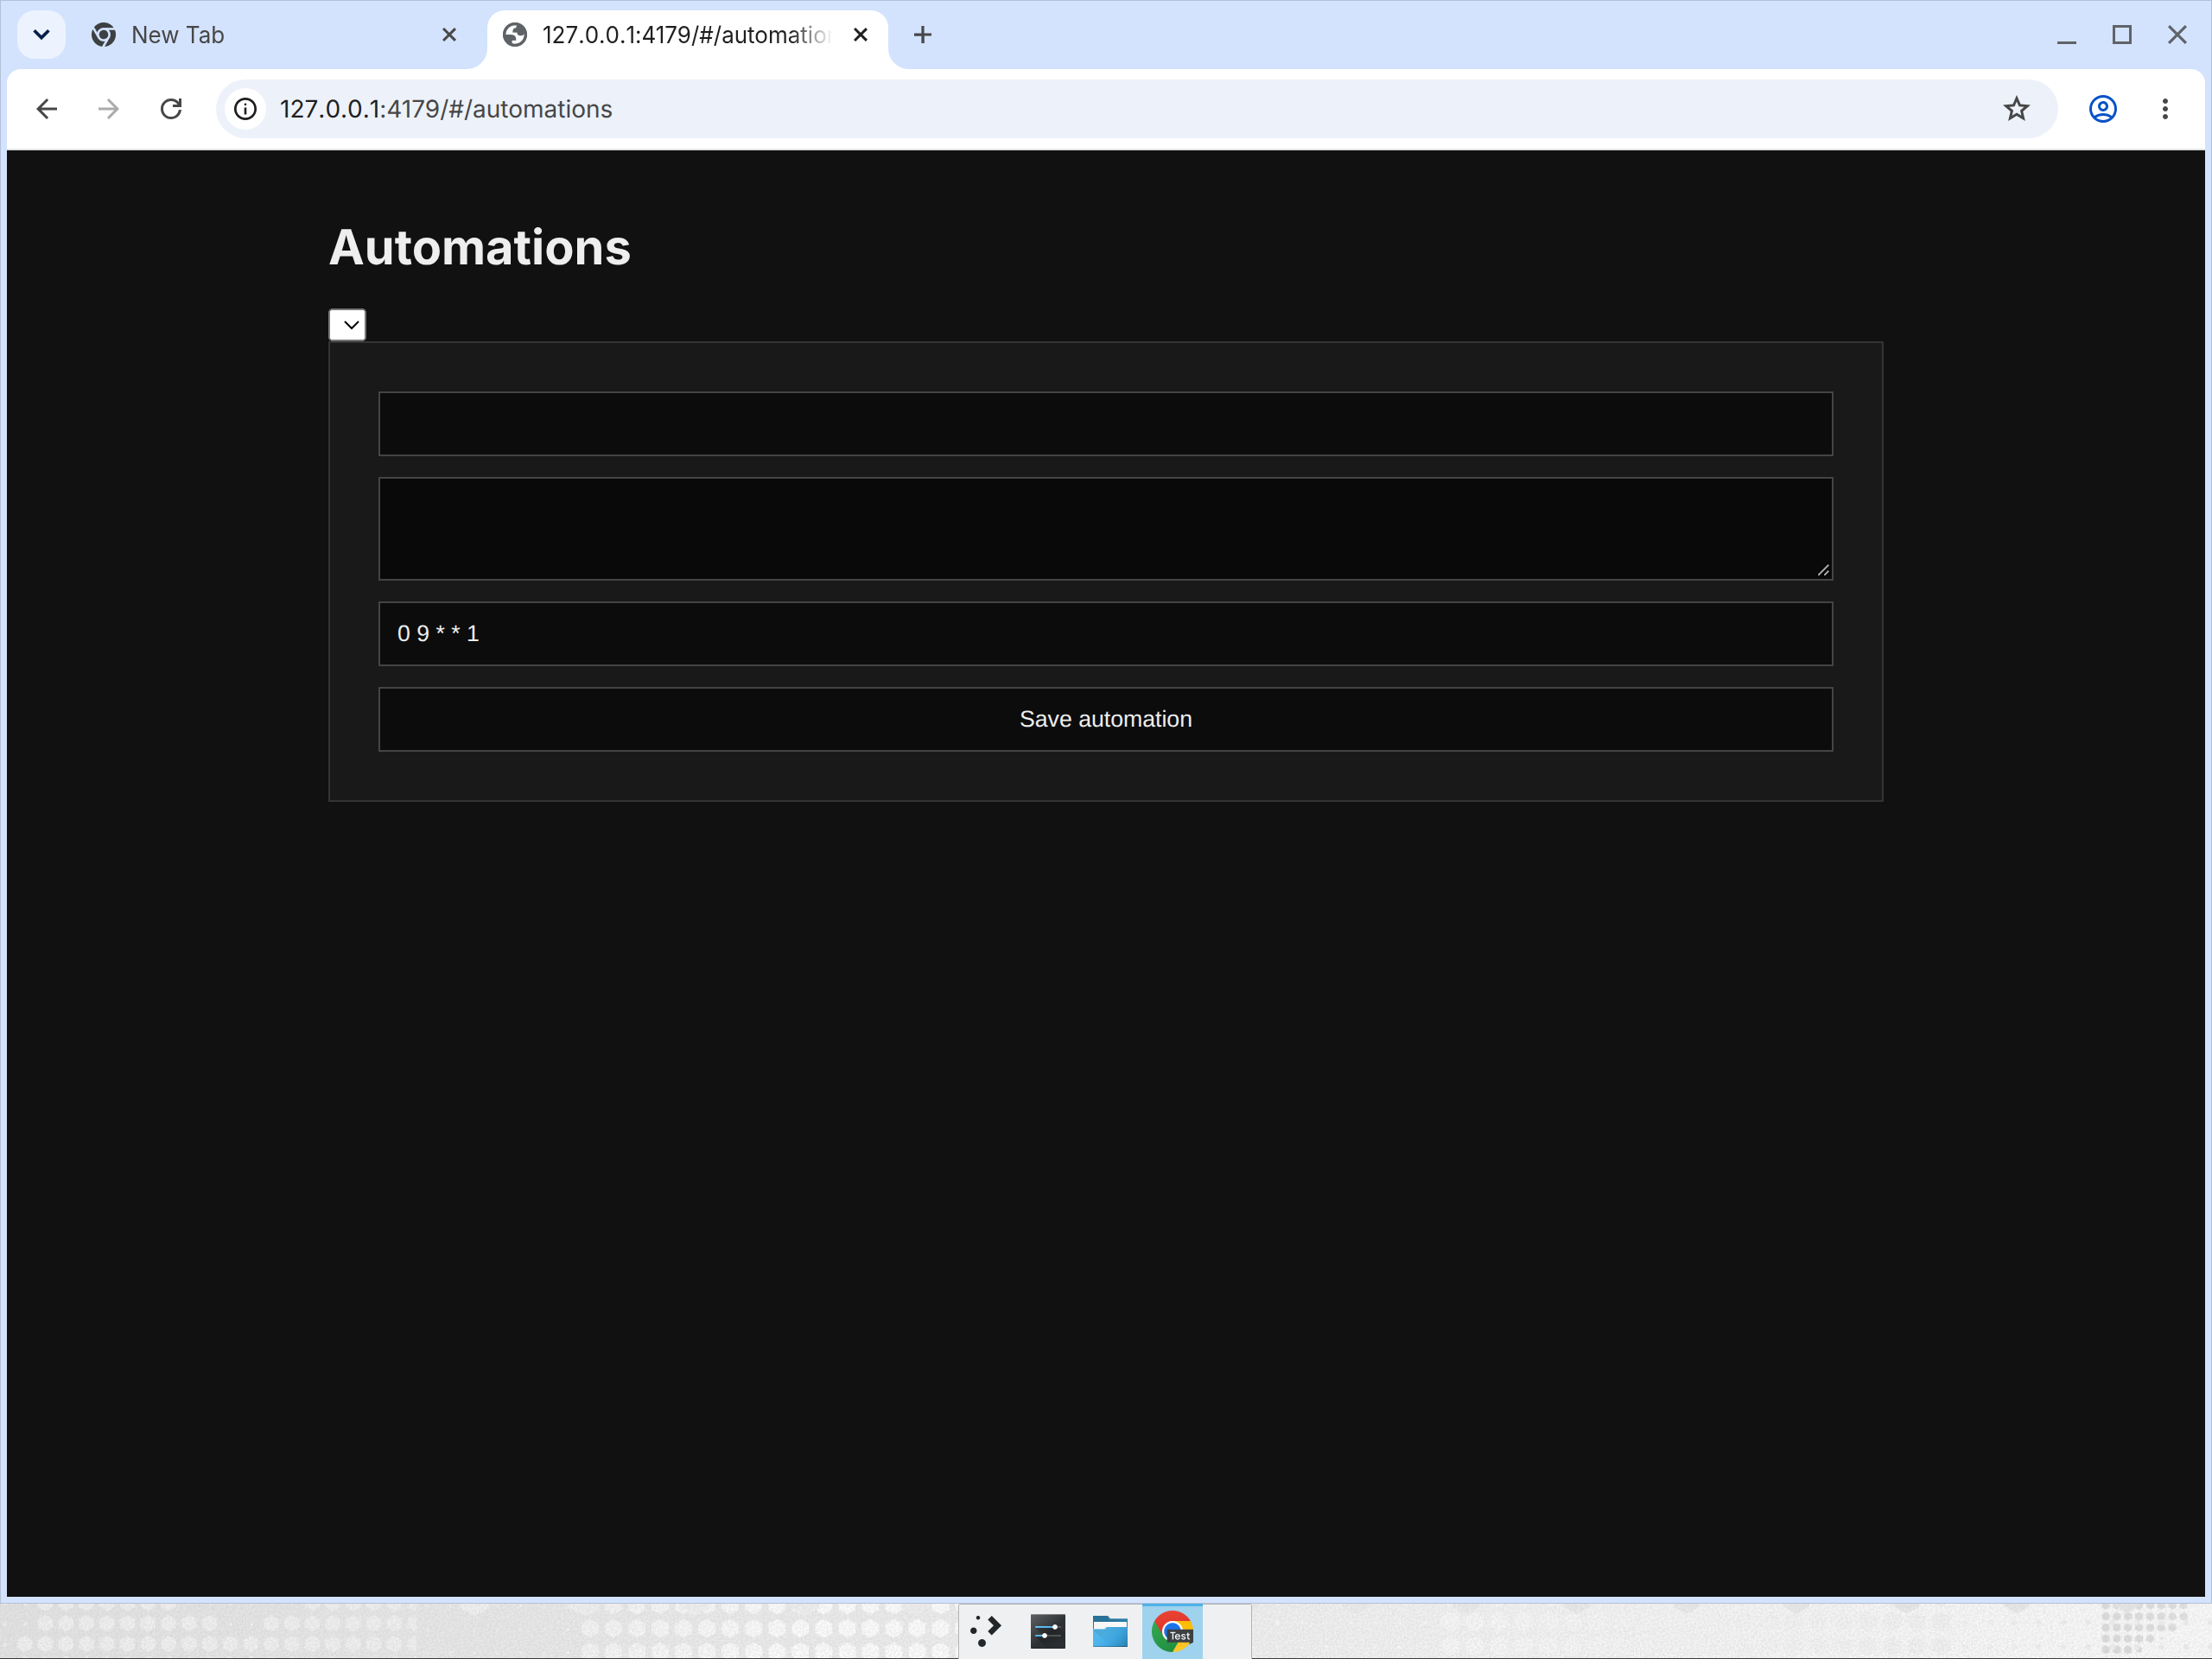 New Tab
127.0.0.1:4179/#/automatio
127.0.0.1:4179/#/automations
Automations
0 9 * * 1
Save automation
Test